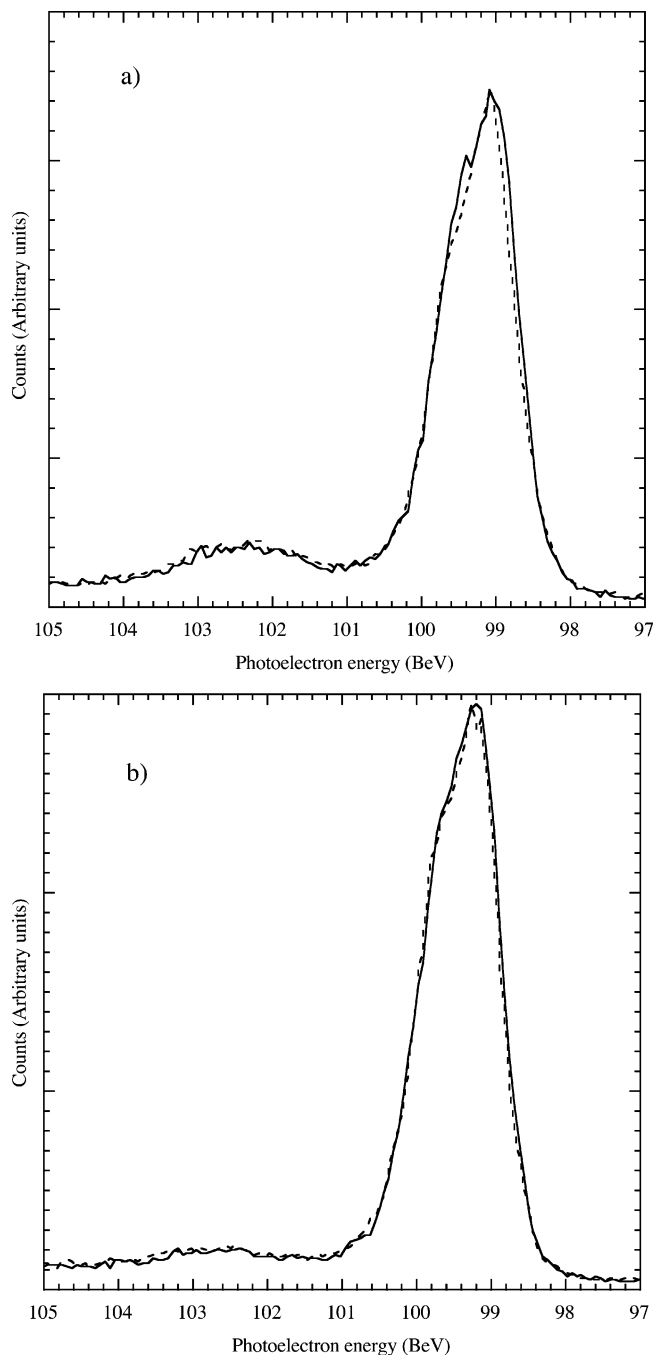 a)
Counts (Arbitrary units)
105 104 103 102 101 100 99 98 97
Photoelectron energy (BeV)
b)
Counts (Arbitrary units)
105 104 103 102 101 100 99 98 97
Photoelectron energy (BeV)